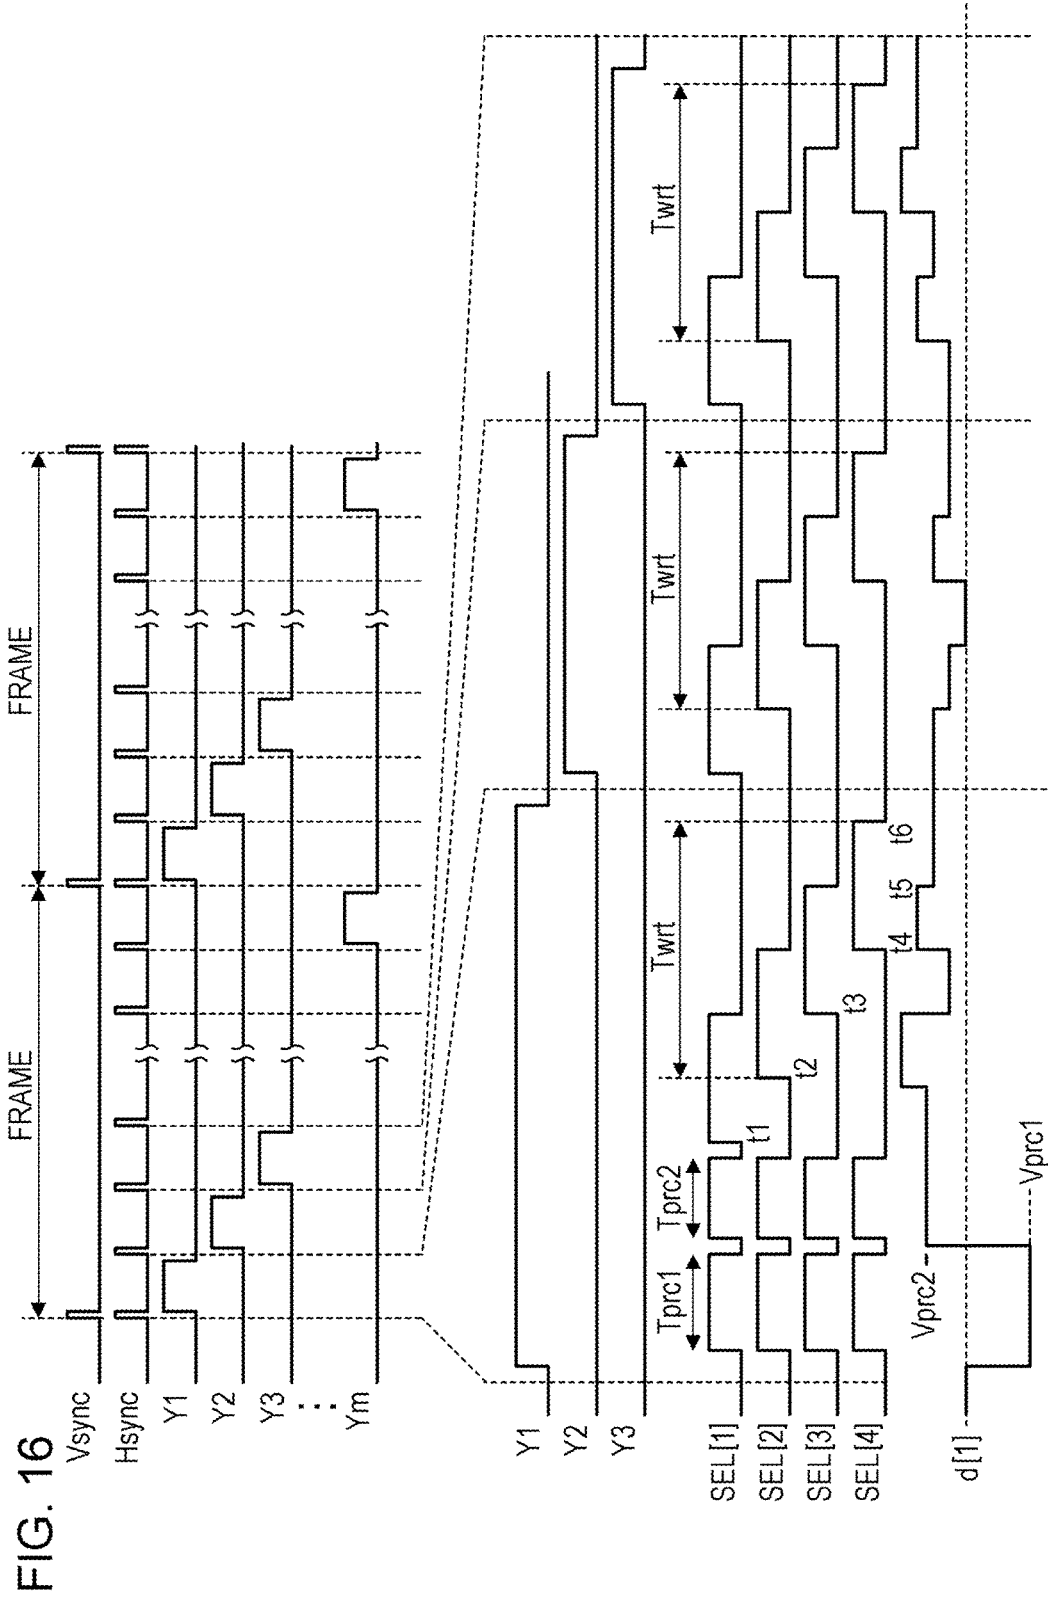 FIG. 16
FRAME
FRAME
Vsync
Hsync
Y1
Y2
Y3
Ym
Y1
Y2
Y3
Tprc1
Tprc2
Twrt
Twrt
Twrt
SEL[1]
t1
SEL[2]
t2
SEL[3]
t3
SEL[4]
t4
t5
t6
Vprc2
d[1]
Vprc1